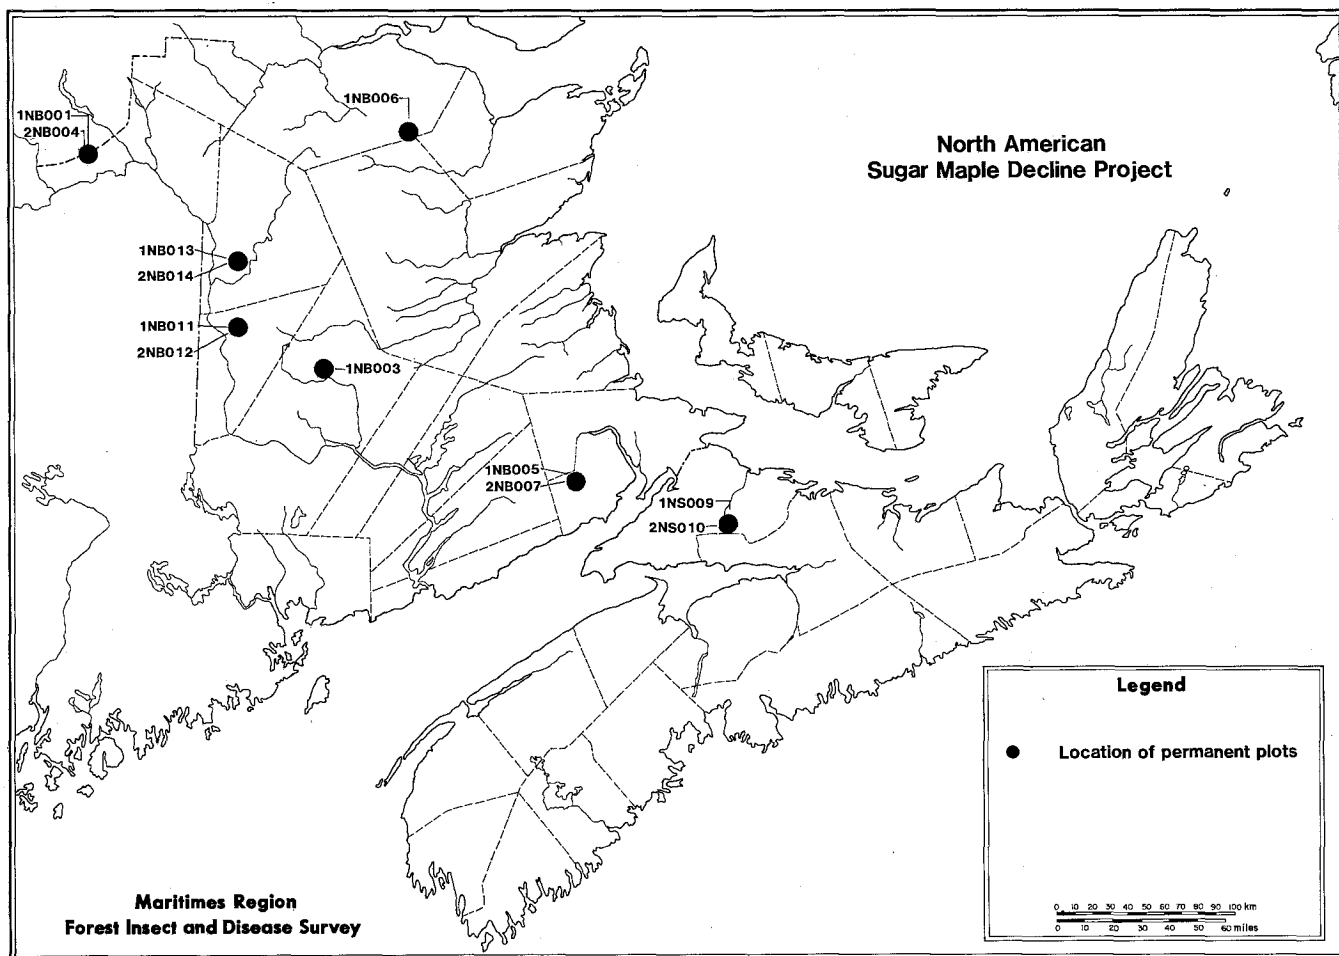 1NB006
1NB001
2NB004
North American
Sugar Maple Decline Project
1NB013
2NB014
1NB011
2NB012
1NB003
1NB005
2NB007
1NS009
2NS010
Legend
Location of permanent plots
Maritimes Region
Forest Insect and Disease Survey
0 10 20 30 40 50 60 70 80 90 100 km
0 10 20 30 40 50 60 miles